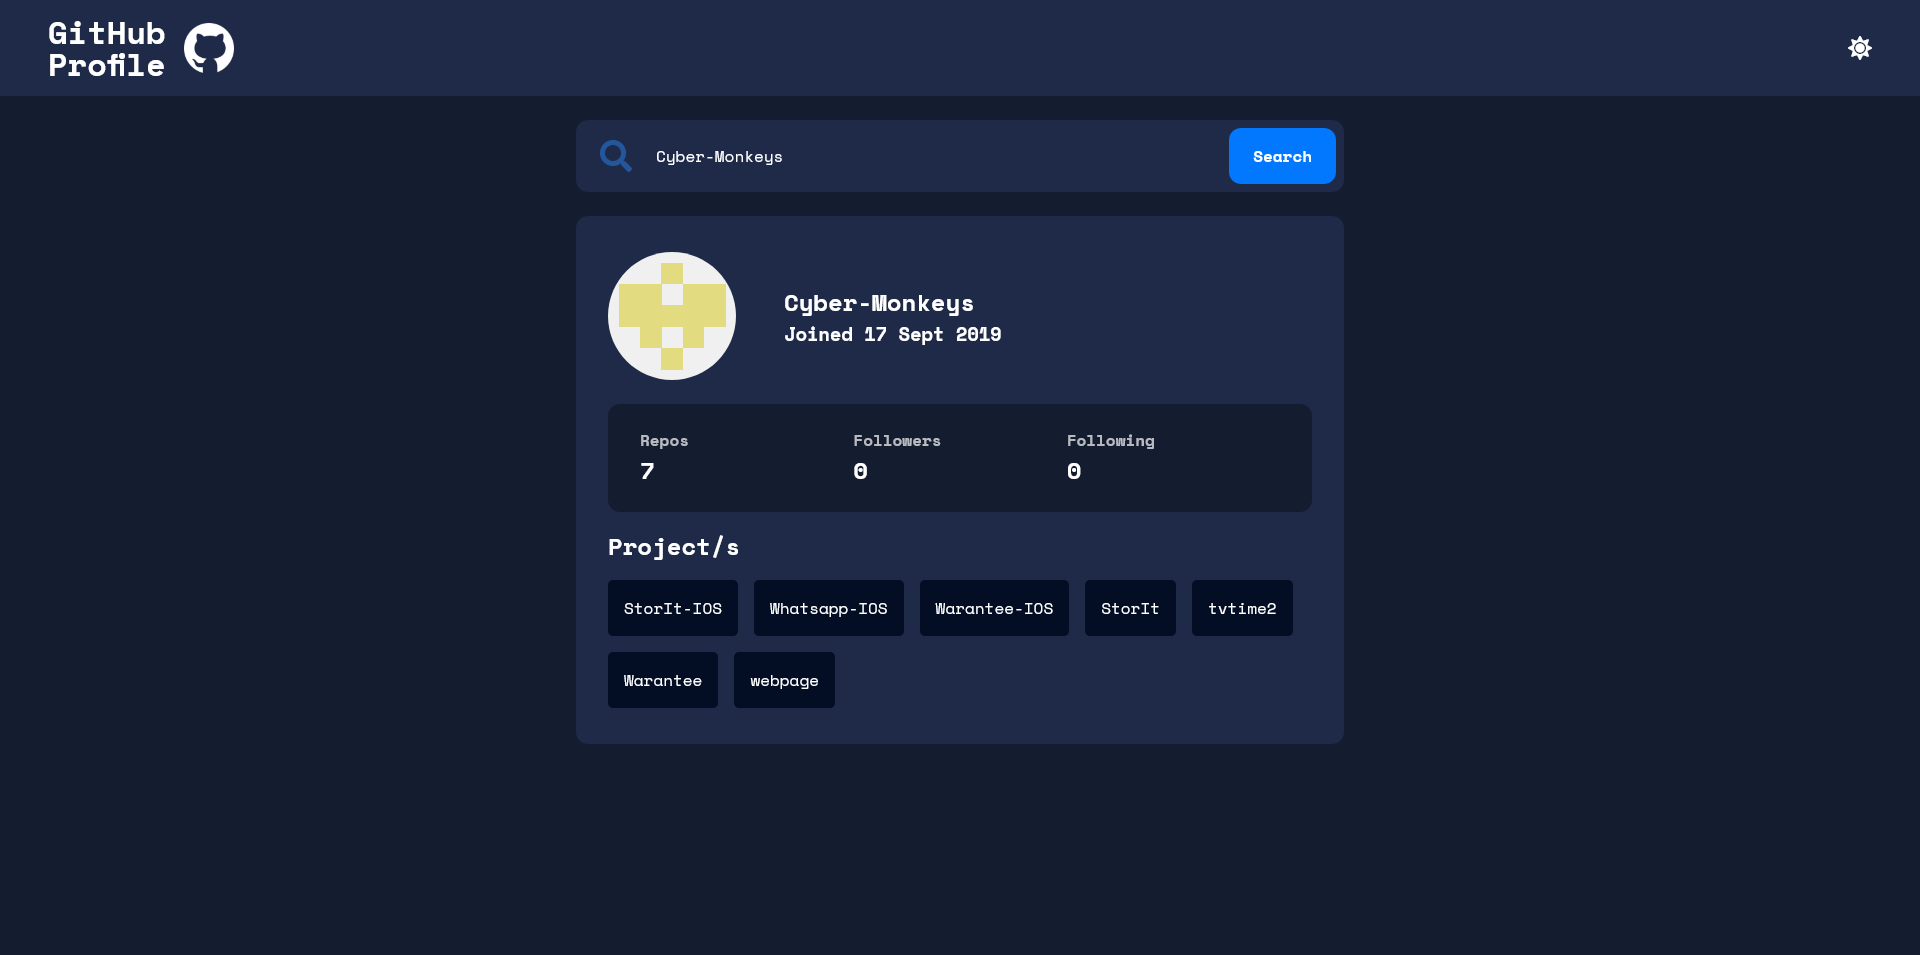 GitHub
Profile
Cyber-Monkeys
Search
Cyber-Monkeys
Joined 17 Sept 2019
Repos Followers Following
7 0 0
Project/s
StorIt-IOS Whatsapp-IOS Warantee-IOS StorIt tvtime2
Warantee webpage